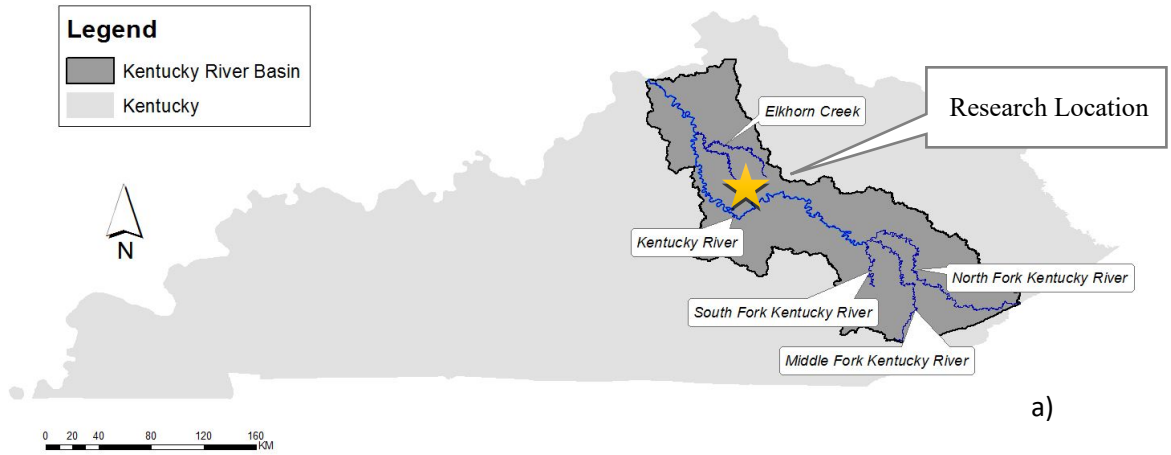 Legend
Kentucky River Basin
Kentucky
Elkhorn Creek
Research Location
Kentucky River
North Fork Kentucky River
South Fork Kentucky River
Middle Fork Kentucky River
N
a)
0 20 40 80 120 160
KM